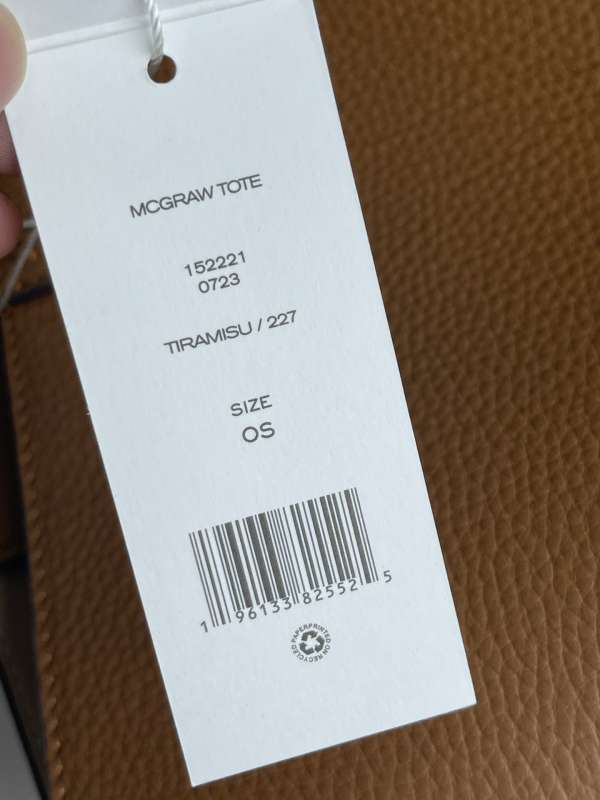 MCGRAW TOTE
152221
0723
TIRAMISU / 227
SIZE
OS
1 96133 82552 5
PRINTED ON RECYCLED PAPER